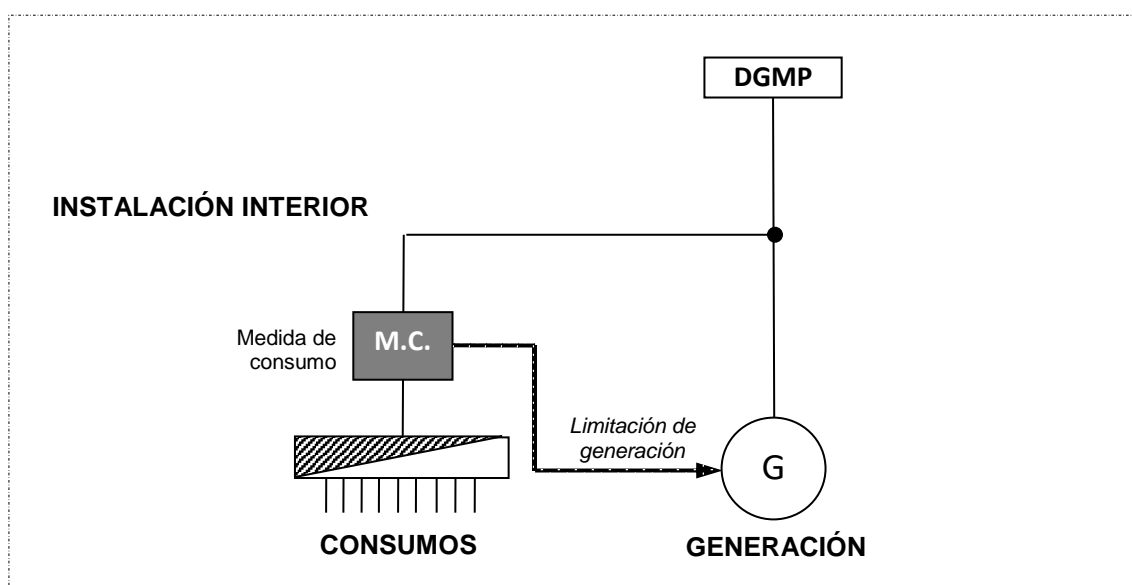 DGMP
INSTALACIÓN INTERIOR
Medida de
consumo
M.C.
Limitación de
generación
G
CONSUMOS
GENERACIÓN